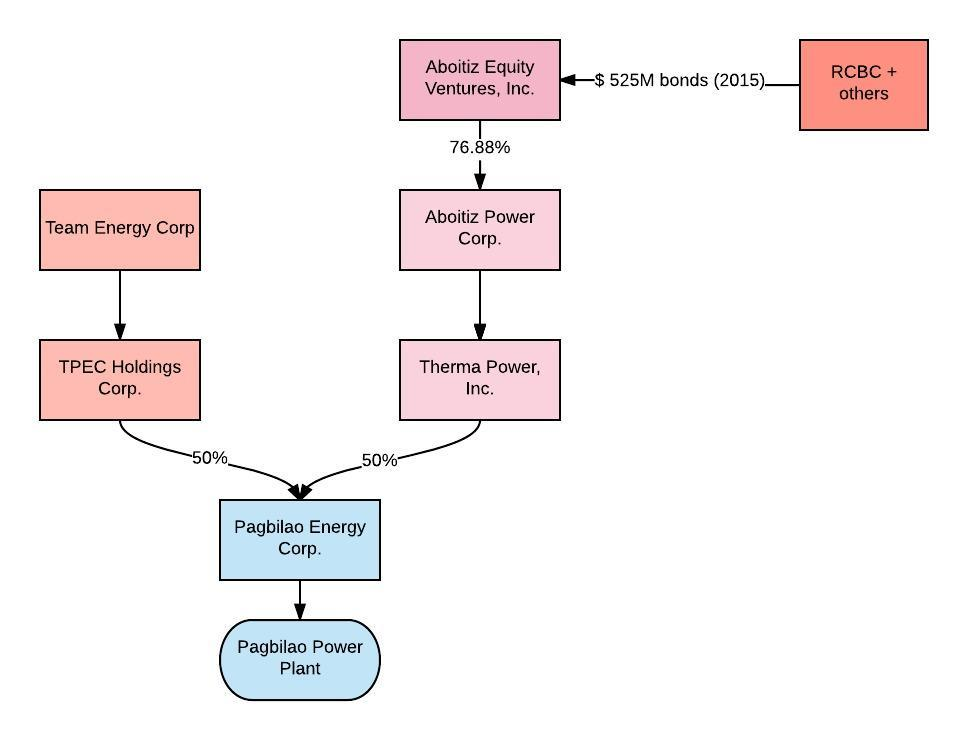 Aboitiz Equity
Ventures, Inc.
$ 525M bonds (2015)
RCBC +
others
76.88%
Team Energy Corp
Aboitiz Power
Corp.
TPEC Holdings
Corp.
Therma Power,
Inc.
50%
50%
Pagbilao Energy
Corp.
Pagbilao Power
Plant